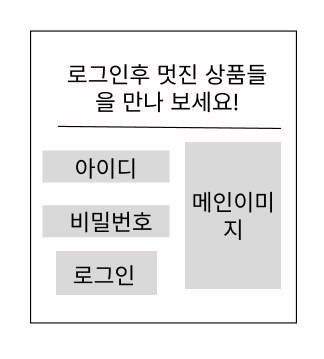 로그인후 멋진 상품들
을 만나 보세요!
아이디
비밀번호
로그인
메인이미
지